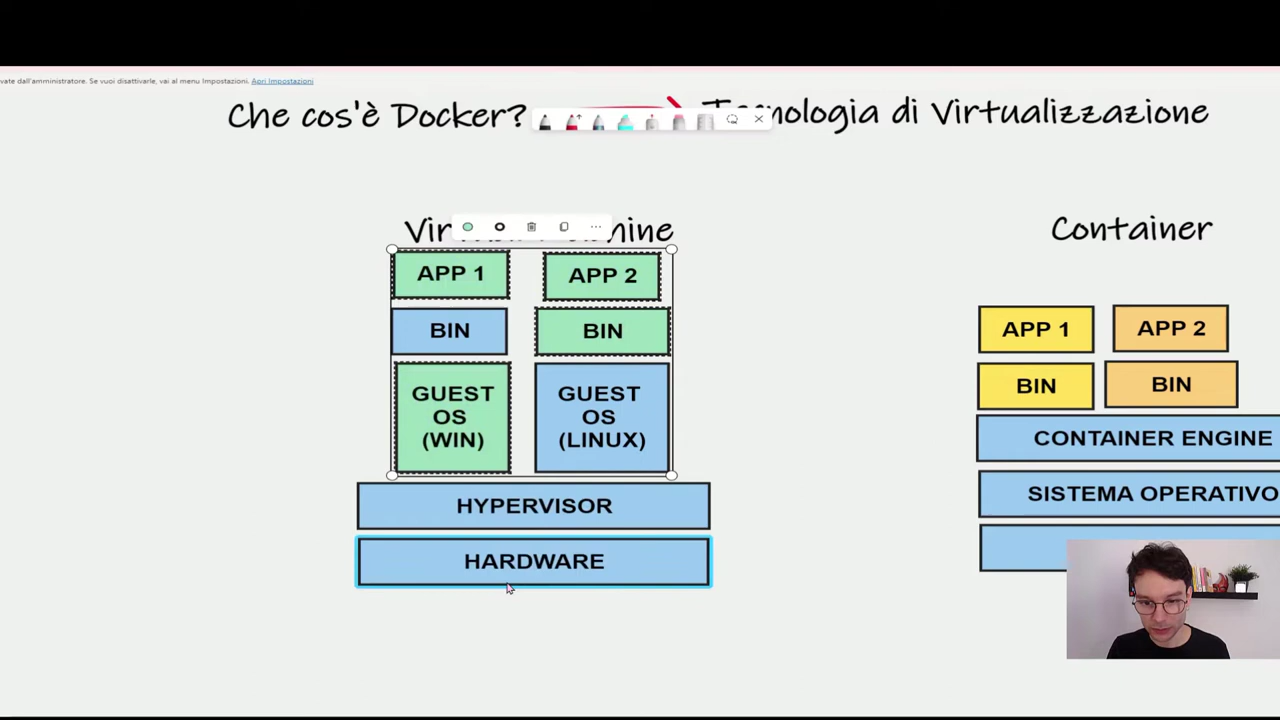 vate dall'amministratore. Se vuoi disattivarle, vai al menu Impostazioni. Apri Impostazioni
Che cos'è Docker?
di Virtualizzazione
Container
APP 1
APP 2
BIN
BIN
GUEST
OS
(WIN)
GUEST
OS
(LINUX)
HYPERVISOR
HARDWARE
APP 1
APP 2
BIN
BIN
CONTAINER ENGINE
SISTEMA OPERATIVO